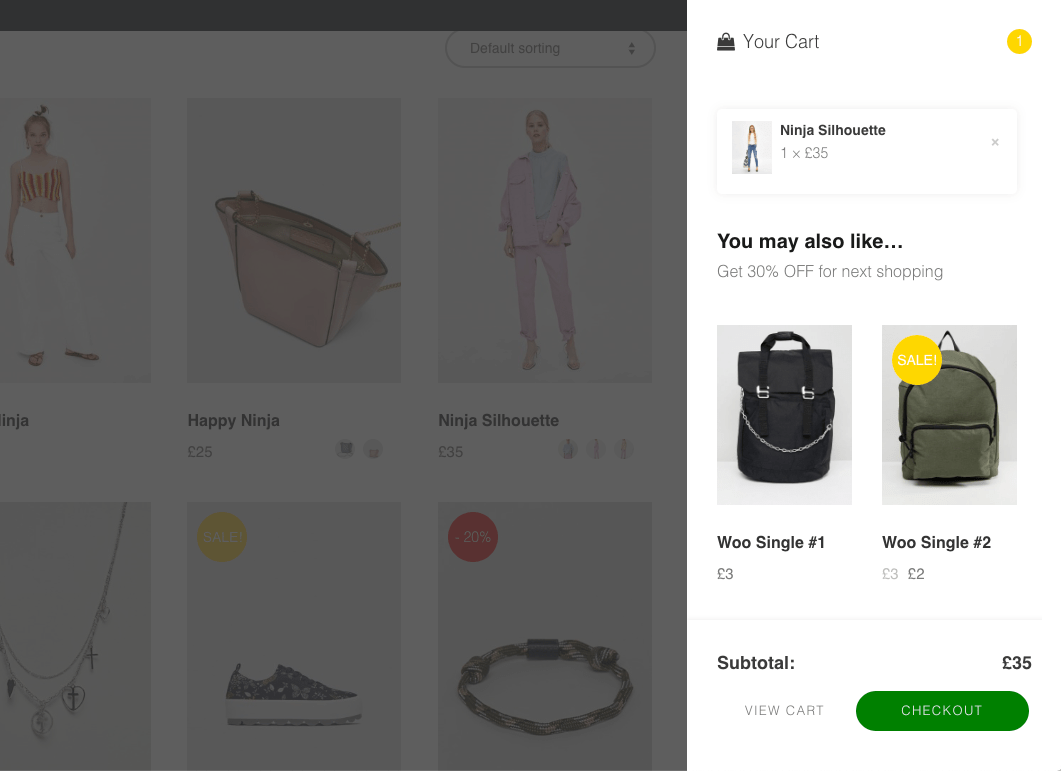 Default sorting
Ninja
Happy Ninja
£25
Ninja Silhouette
£35
SALE!
- 20%
Your Cart
1
Ninja Silhouette
1 × £35
×
You may also like…
Get 30% OFF for next shopping
SALE!
Woo Single #1
£3
Woo Single #2
£3 £2
Subtotal: £35
VIEW CART
CHECKOUT